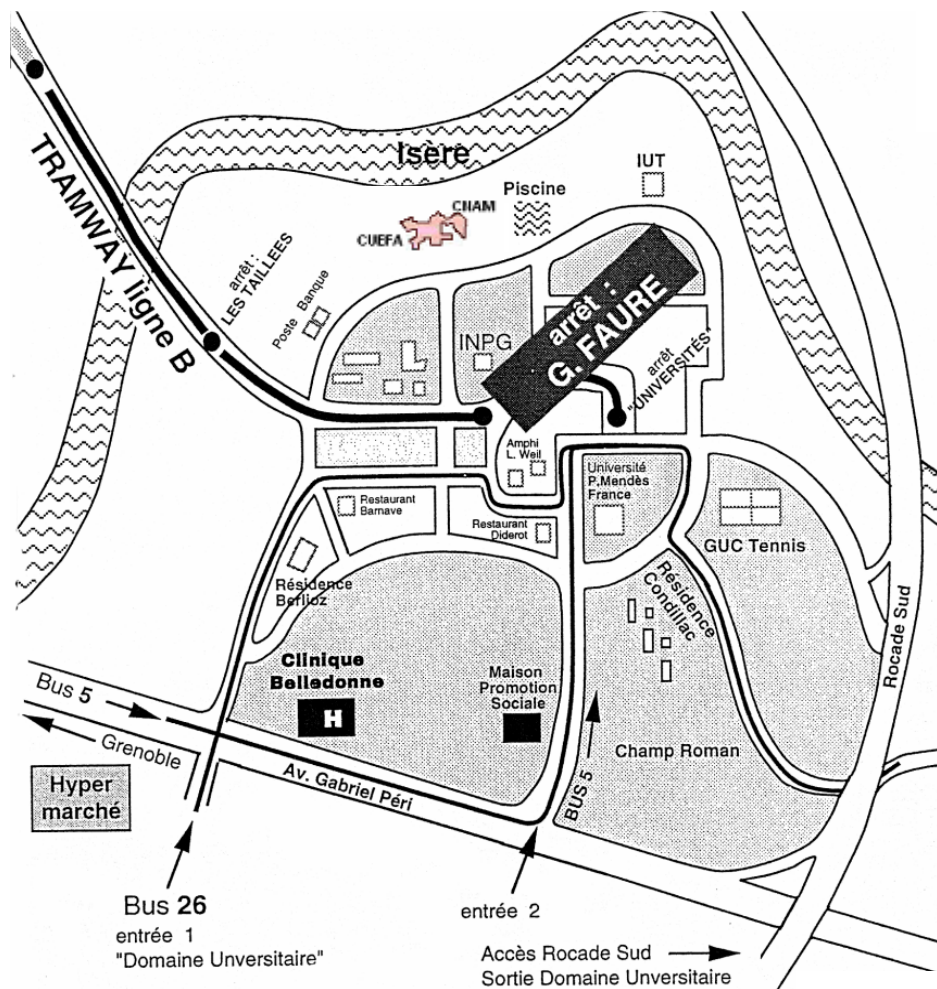 Isère
IUT
Piscine
CNAM
CUEFA
TRAMWAY ligne B
arrêt :
LES TAILLEES
Poste
Banque
arrêt :
G. FAURE
INPG
arrêt
"UNIVERSITÉS"
Amphi
L. Weil
Université
P.Mendès
France
Restaurant
Barnave
Restaurant
Diderot
GUC Tennis
Résidence
Berlioz
Résidence
Condillac
Rocade Sud
Clinique
Belledonne
H
Maison
Promotion
Sociale
Champ Roman
Bus 5
Grenoble
Av. Gabriel Péri
BUS 5
Hyper
marché
Bus 26
entrée 1
"Domaine Unversitaire"
entrée 2
Accès Rocade Sud
Sortie Domaine Unversitaire